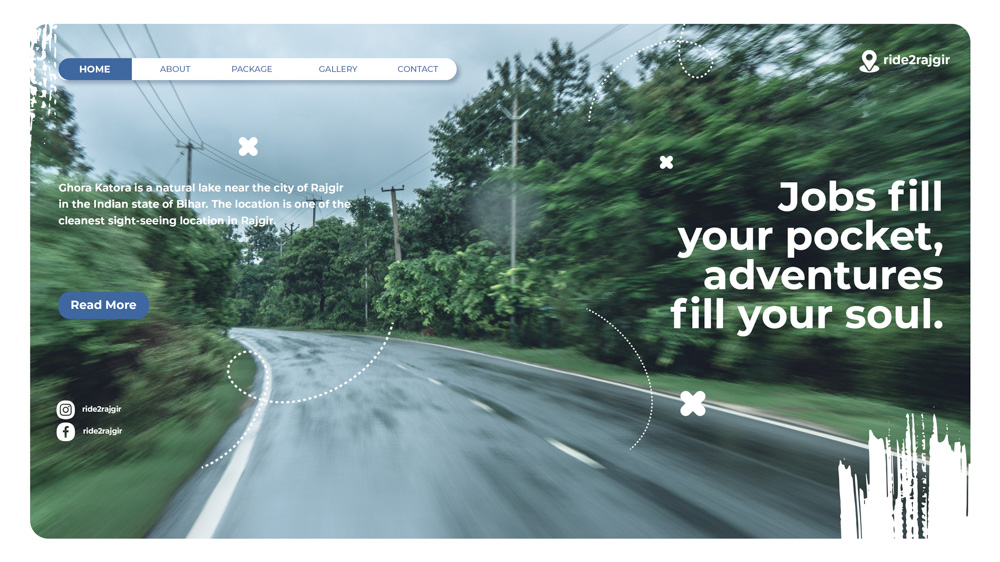 HOME
ABOUT
PACKAGE
GALLERY
CONTACT
ride2rajgir
Ghora Katora is a natural lake near the city of Rajgir
in the Indian state of Bihar. The location is one of the
cleanest sight-seeing location in Rajgir.
Jobs fill
your pocket,
adventures
fill your soul.
Read More
ride2rajgir
ride2rajgir